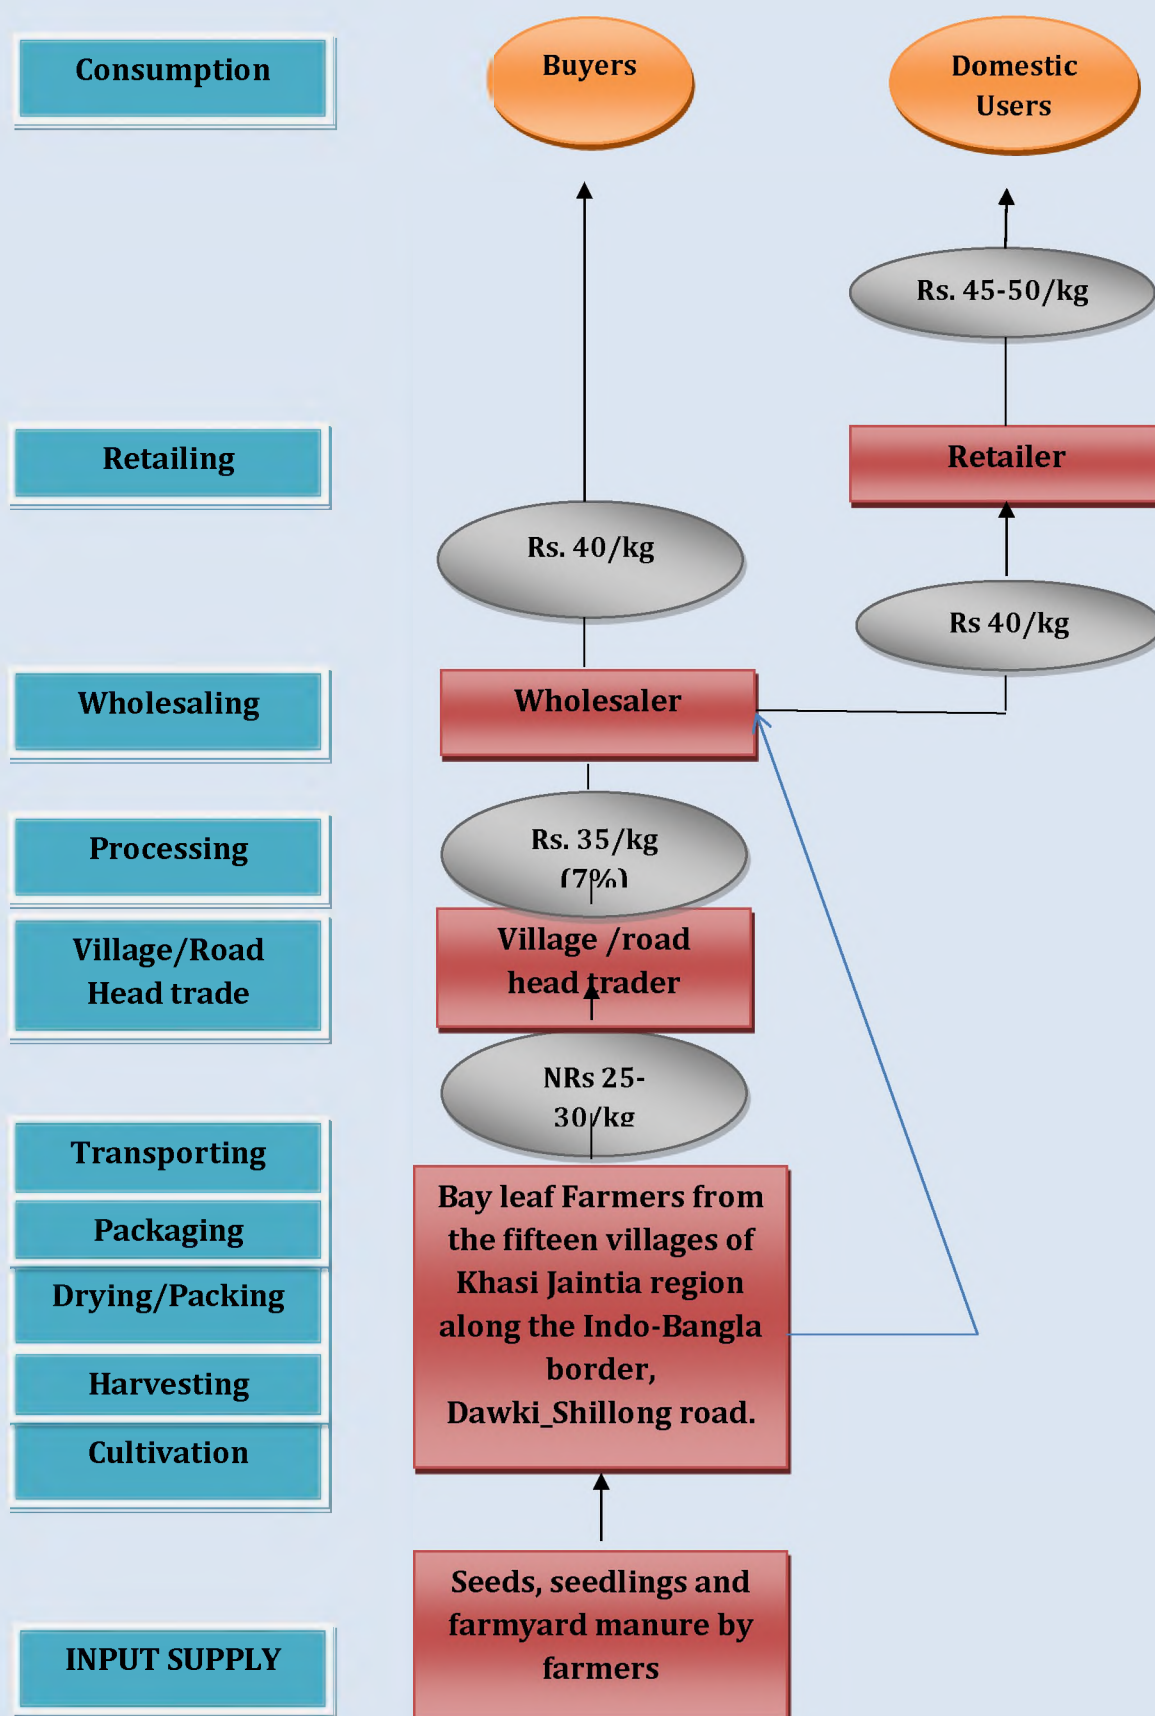 Consumption
Buyers
Domestic
Users
Rs. 45-50/kg
Retailing
Retailer
Rs. 40/kg
Rs 40/kg
Wholesaling
Wholesaler
Processing
Rs. 35/kg
(7%)
Village/Road
Head trade
Village /road
head trader
NRs 25-
30/kg
Transporting
Packaging
Drying/Packing
Harvesting
Cultivation
Bay leaf Farmers from
the fifteen villages of
Khasi Jaintia region
along the Indo-Bangla
border,
Dawki_Shillong road.
INPUT SUPPLY
Seeds, seedlings and
farmyard manure by
farmers